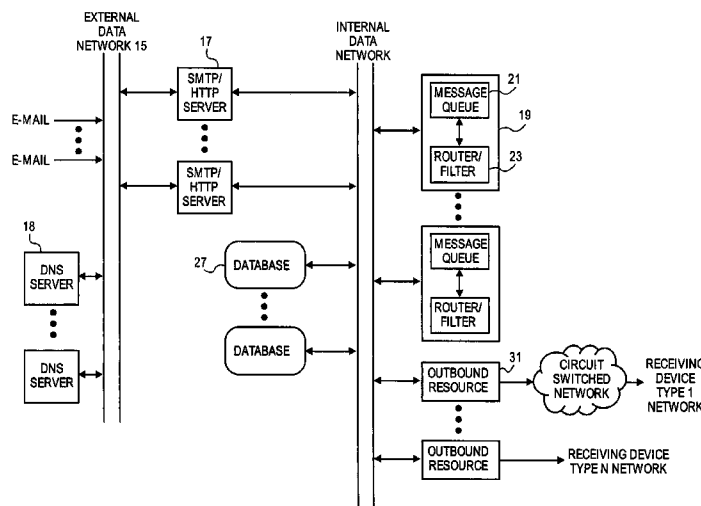 EXTERNAL
DATA
NETWORK 15
17
INTERNAL
DATA
NETWORK
SMTP/
HTTP
SERVER
MESSAGE
QUEUE
21
19
E-MAIL
E-MAIL
ROUTER/
FILTER
23
SMTP/
HTTP
SERVER
18
DNS
SERVER
27
DATABASE
MESSAGE
QUEUE
ROUTER/
FILTER
DATABASE
DNS
SERVER
31
OUTBOUND
RESOURCE
CIRCUIT
SWITCHED
NETWORK
RECEIVING
DEVICE
TYPE 1
NETWORK
OUTBOUND
RESOURCE
RECEIVING DEVICE
TYPE N NETWORK